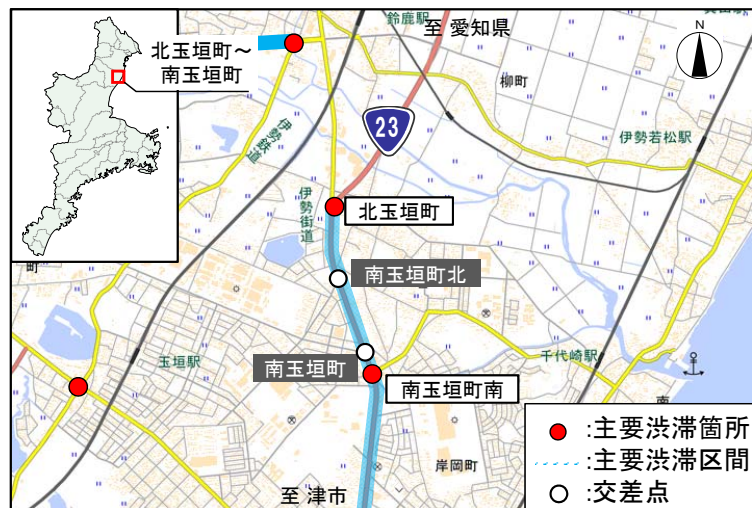 鈴鹿駅
至 愛知県
N
北玉垣町～
南玉垣町
柳町
23
伊勢若松駅
伊勢鉄道
伊勢街道
北玉垣町
町
南玉垣町北
玉垣駅
南玉垣町
千代崎駅
南玉垣町南
南
岸岡町
至 津市
:主要渋滞箇所
:主要渋滞区間
:交差点